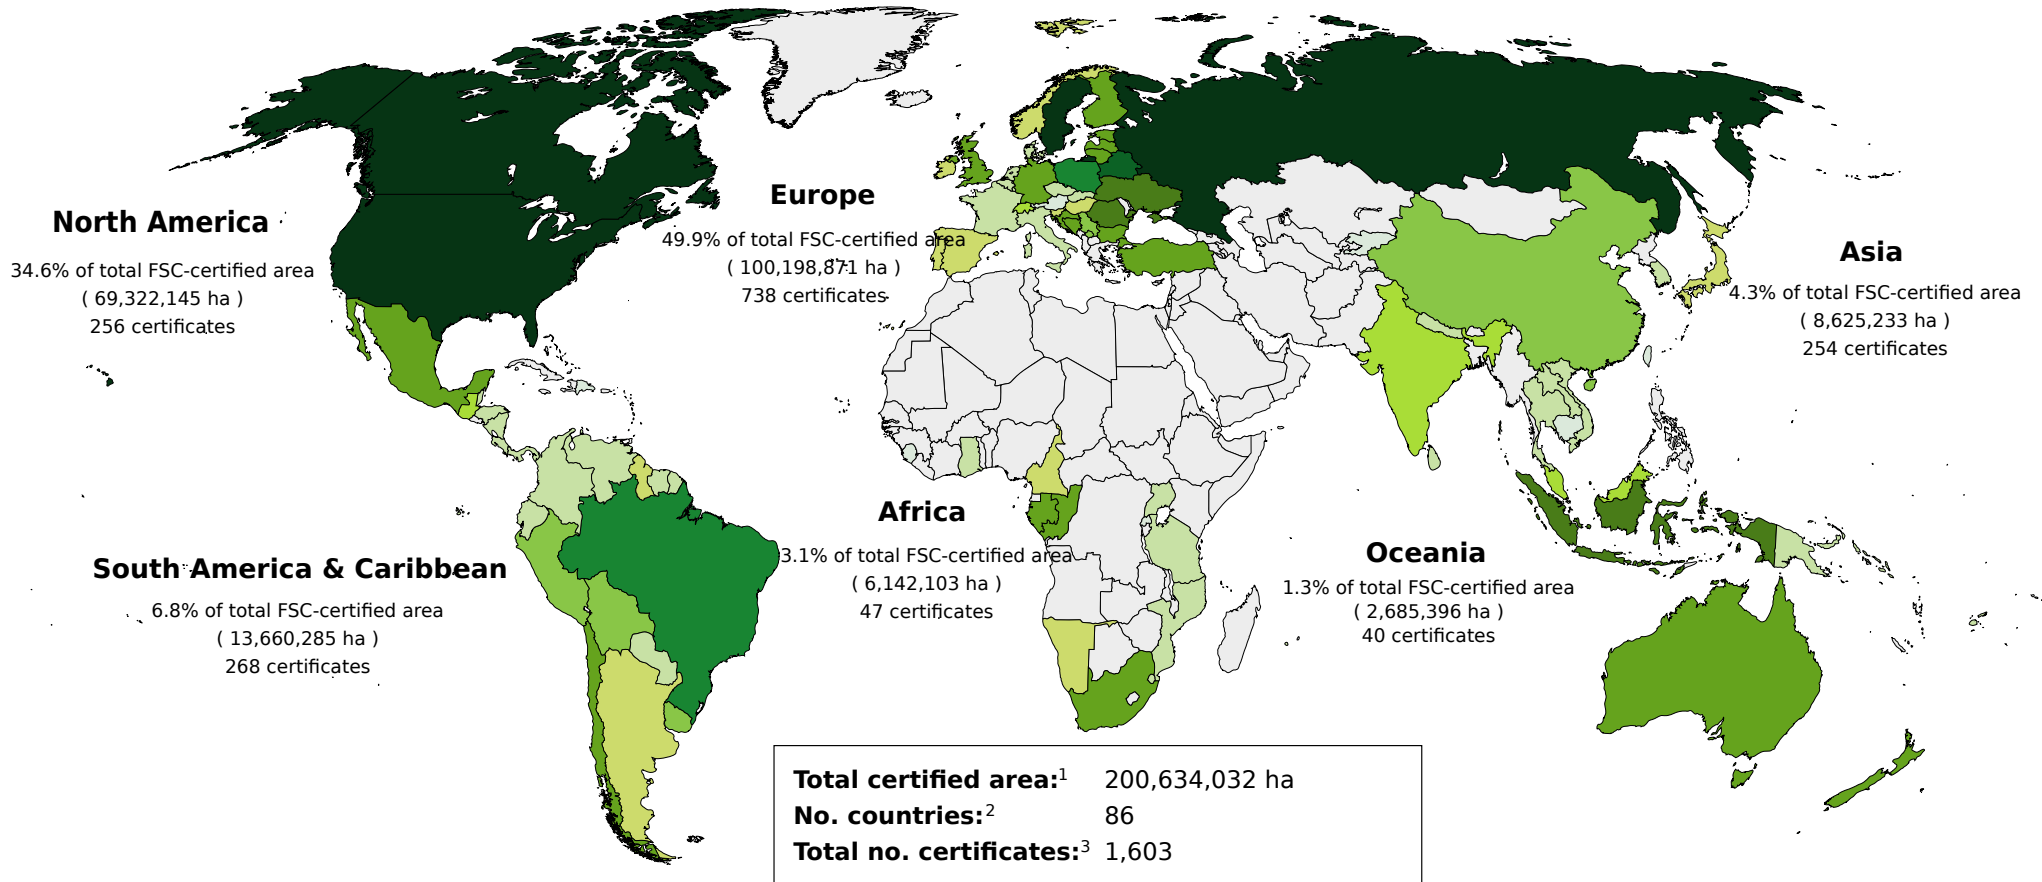 North America
34.6% of total FSC-certified area
( 69,322,145 ha )
256 certificates
Europe
49.9% of total FSC-certified area
( 100,198,871 ha )
738 certificates
Asia
4.3% of total FSC-certified area
( 8,625,233 ha )
254 certificates
South America & Caribbean
6.8% of total FSC-certified area
( 13,660,285 ha )
268 certificates
Africa
3.1% of total FSC-certified area
( 6,142,103 ha )
47 certificates
Oceania
1.3% of total FSC-certified area
( 2,685,396 ha )
40 certificates
Total certified area:¹ 200,634,032 ha
No. countries:² 86
Total no. certificates:³ 1,603